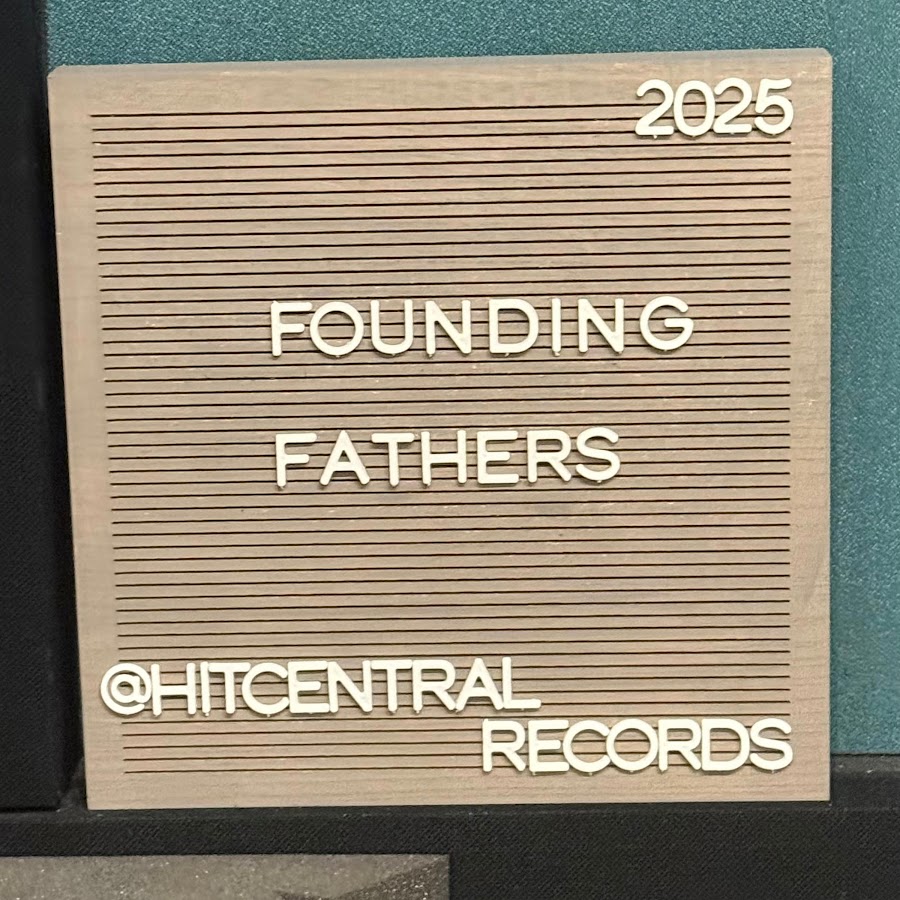 2025
FOUNDING
FATHERS
@HITCENTRAL
RECORDS